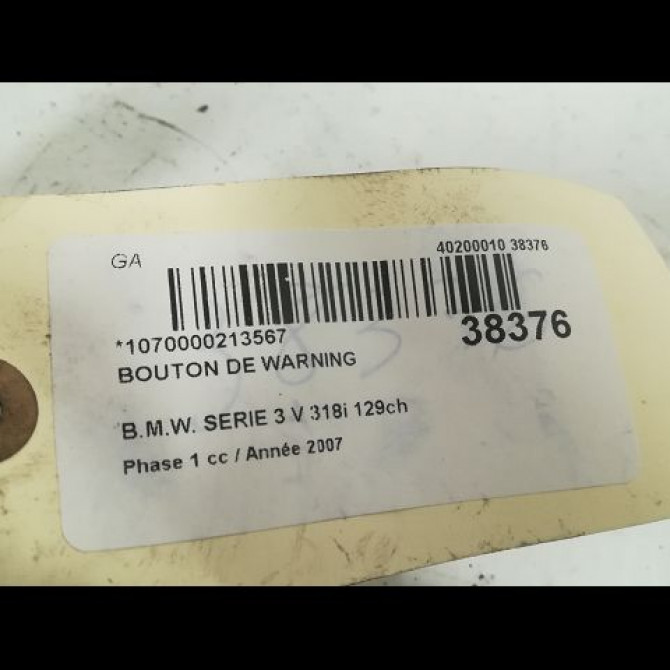 GA
40200010 38376
*1070000213567
38376
BOUTON DE WARNING
B.M.W. SERIE 3 V 318i 129ch
Phase 1 cc / Année 2007